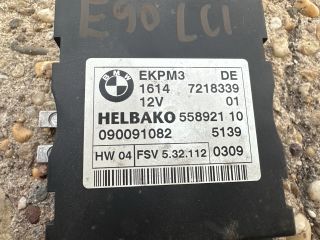 E90 LCI
BMW EKPM3 DE
1614 7218339
12V 01
HELBAKO 558921 10
090091082 5139
HW 04 FSV 5.32.112 0309